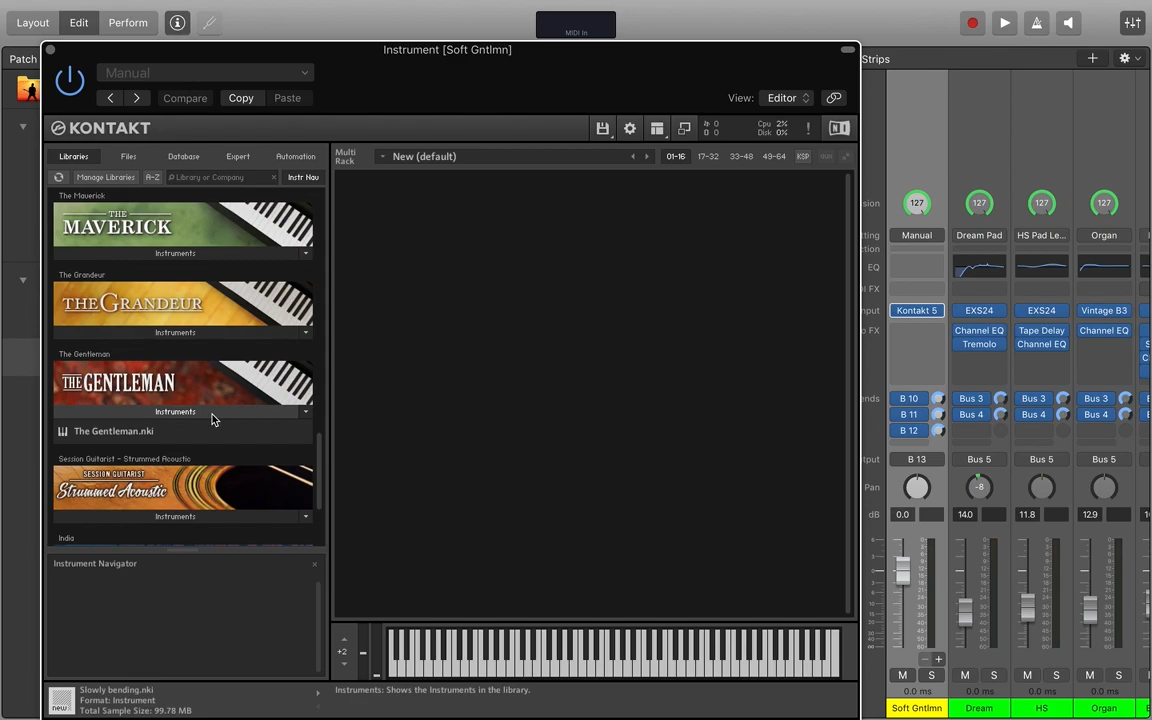 Layout Edit Perform
MIDI In
Patch
Strips
Instrument [Soft Gntlmn]
Manual
Compare Copy Paste
View: Editor
KONTAKT
0
0
Cpu 2%
Disk 0%
Libraries Files Database Expert Automation
Manage Libraries A-Z Library or Company × Instr Nav
Multi
Rack
New (default)
01-16 17-32 33-48 49-64 KSP aux
The Maverick
THE
MAVERICK
Instruments
The Grandeur
THE GRANDEUR
Instruments
The Gentleman
THE GENTLEMAN
Instruments
The Gentleman.nki
Session Guitarist - Strummed Acoustic
SESSION GUITARIST
Strummed Acoustic
Instruments
India
Instrument Navigator
+2
new
Slowly bending.nki
Format: Instrument
Total Sample Size: 99.78 MB
Instruments: Shows the Instruments in the library.
127 127 127 127
Manual Dream Pad HS Pad Le... Organ
EQ
FX
Kontakt 5 EXS24 EXS24 Vintage B3
Channel EQ Tape Delay Channel EQ
Tremolo Channel EQ
B 10 Bus 3 Bus 3 Bus 3
B 11 Bus 4 Bus 4 Bus 4
B 12
B 13 Bus 5 Bus 5 Bus 5
Pan
-8
dB 0.0 14.0 11.8 12.9
M S M S M S M S
0.0 ms 0.0 ms 0.0 ms 0.0 ms
Soft Gntlmn Dream HS Organ